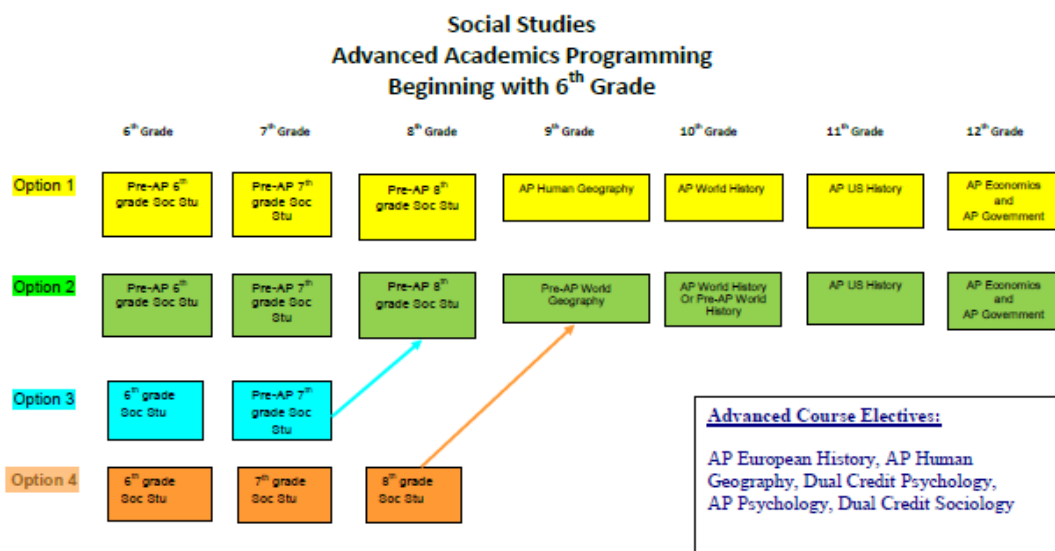 Social Studies
Advanced Academics Programming
Beginning with 6th Grade
6th Grade
7th Grade
8th Grade
9th Grade
10th Grade
11th Grade
12th Grade
Option 1
Pre-AP 6th
grade Soc Stu
Pre-AP 7th
grade Soc
Stu
Pre-AP 8th
grade Soc Stu
AP Human Geography
AP World History
AP US History
AP Economics
and
AP Government
Option 2
Pre-AP 6th
grade Soc Stu
Pre-AP 7th
grade Soc
Stu
Pre-AP 8th
grade Soc Stu
Pre-AP World
Geography
AP World History
Or Pre-AP World
History
AP US History
AP Economics
and
AP Government
Option 3
6th grade
Soc Stu
Pre-AP 7th
grade Soc
Stu
Option 4
6th grade
Soc Stu
7th grade
Soc Stu
8th grade
Soc Stu
Advanced Course Electives:
AP European History, AP Human
Geography, Dual Credit Psychology,
AP Psychology, Dual Credit Sociology